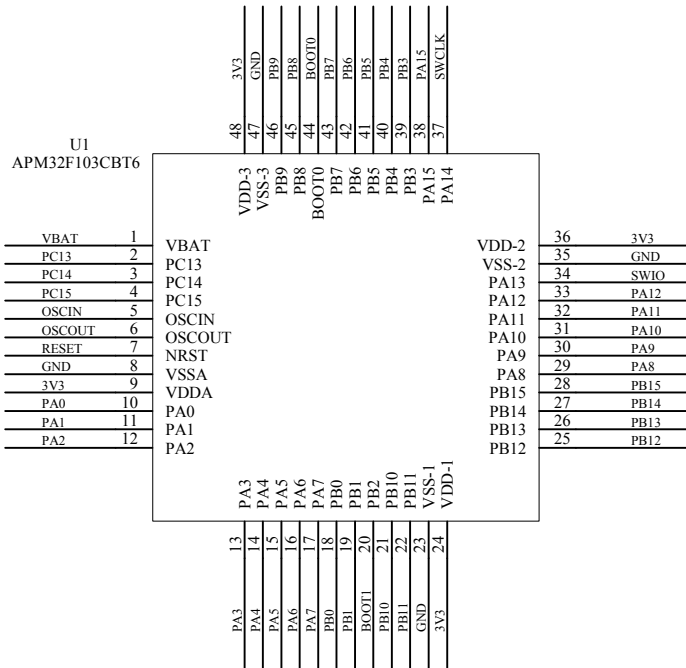 3V3 GND PB9 PB8 BOOT0 PB7 PB6 PB5 PB4 PB3 PA15 SWCLK
48 47 46 45 44 43 42 41 40 39 38 37
U1
APM32F103CBT6
VDD-3 VSS-3 PB9 PB8 BOOT0 PB7 PB6 PB5 PB4 PB3 PA15 PA14
VBAT 1 VBAT VDD-2 36 3V3
PC13 2 PC13 VSS-2 35 GND
PC14 3 PC14 PA13 34 SWIO
PC15 4 PC15 PA12 33 PA12
OSCIN 5 OSCIN PA11 32 PA11
OSCOUT 6 OSCOUT PA10 31 PA10
RESET 7 NRST PA9 30 PA9
GND 8 VSSA PA8 29 PA8
3V3 9 VDDA PB15 28 PB15
PA0 10 PA0 PB14 27 PB14
PA1 11 PA1 PB13 26 PB13
PA2 12 PA2 PB12 25 PB12
PA3 PA4 PA5 PA6 PA7 PB0 PB1 PB2 PB10 PB11 VSS-1 VDD-1
13 14 15 16 17 18 19 20 21 22 23 24
PA3 PA4 PA5 PA6 PA7 PB0 PB1 BOOT1 PB10 PB11 GND 3V3